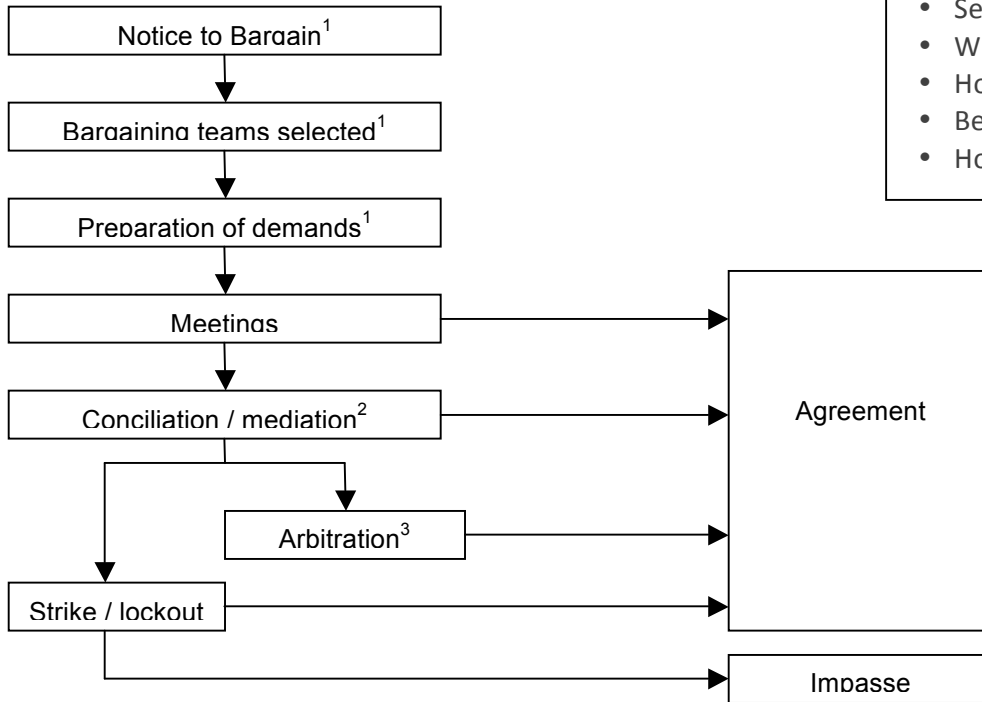 Notice to Bargain¹
Bargaining teams selected¹
Preparation of demands¹
Meetings
Conciliation / mediation²
Arbitration³
Strike / lockout
Agreement
Impasse